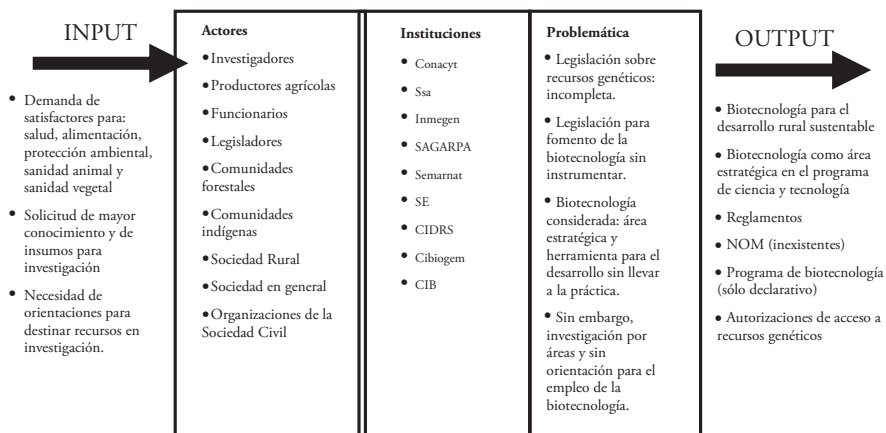 INPUT
• Demanda de
satisfactores para:
salud, alimentación,
protección ambiental,
sanidad animal y
sanidad vegetal
• Solicitud de mayor
conocimiento y de
insumos para
investigación
• Necesidad de
orientaciones para
destinar recursos en
investigación.
Actores
•Investigadores
•Productores agrícolas
•Funcionarios
•Legisladores
•Comunidades
forestales
•Comunidades
indígenas
•Sociedad Rural
•Sociedad en general
•Organizaciones de la
Sociedad Civil
Instituciones
• Conacyt
• Ssa
• Inmegen
• SAGARPA
• Semarnat
• SE
• CIDRS
• Cibiogem
• CIB
Problemática
• Legislación sobre
recursos genéticos:
incompleta.
• Legislación para
fomento de la
biotecnología sin
instrumentar.
• Biotecnología
considerada: área
estratégica y
herramienta para el
desarrollo sin llevar
a la práctica.
• Sin embargo,
investigación por
áreas y sin
orientación para el
empleo de la
biotecnología.
OUTPUT
• Biotecnología para el
desarrollo rural sustentable
• Biotecnología como área
estratégica en el programa
de ciencia y tecnología
• Reglamentos
• NOM (inexistentes)
• Programa de biotecnología
(sólo declarativo)
• Autorizaciones de acceso a
recursos genéticos